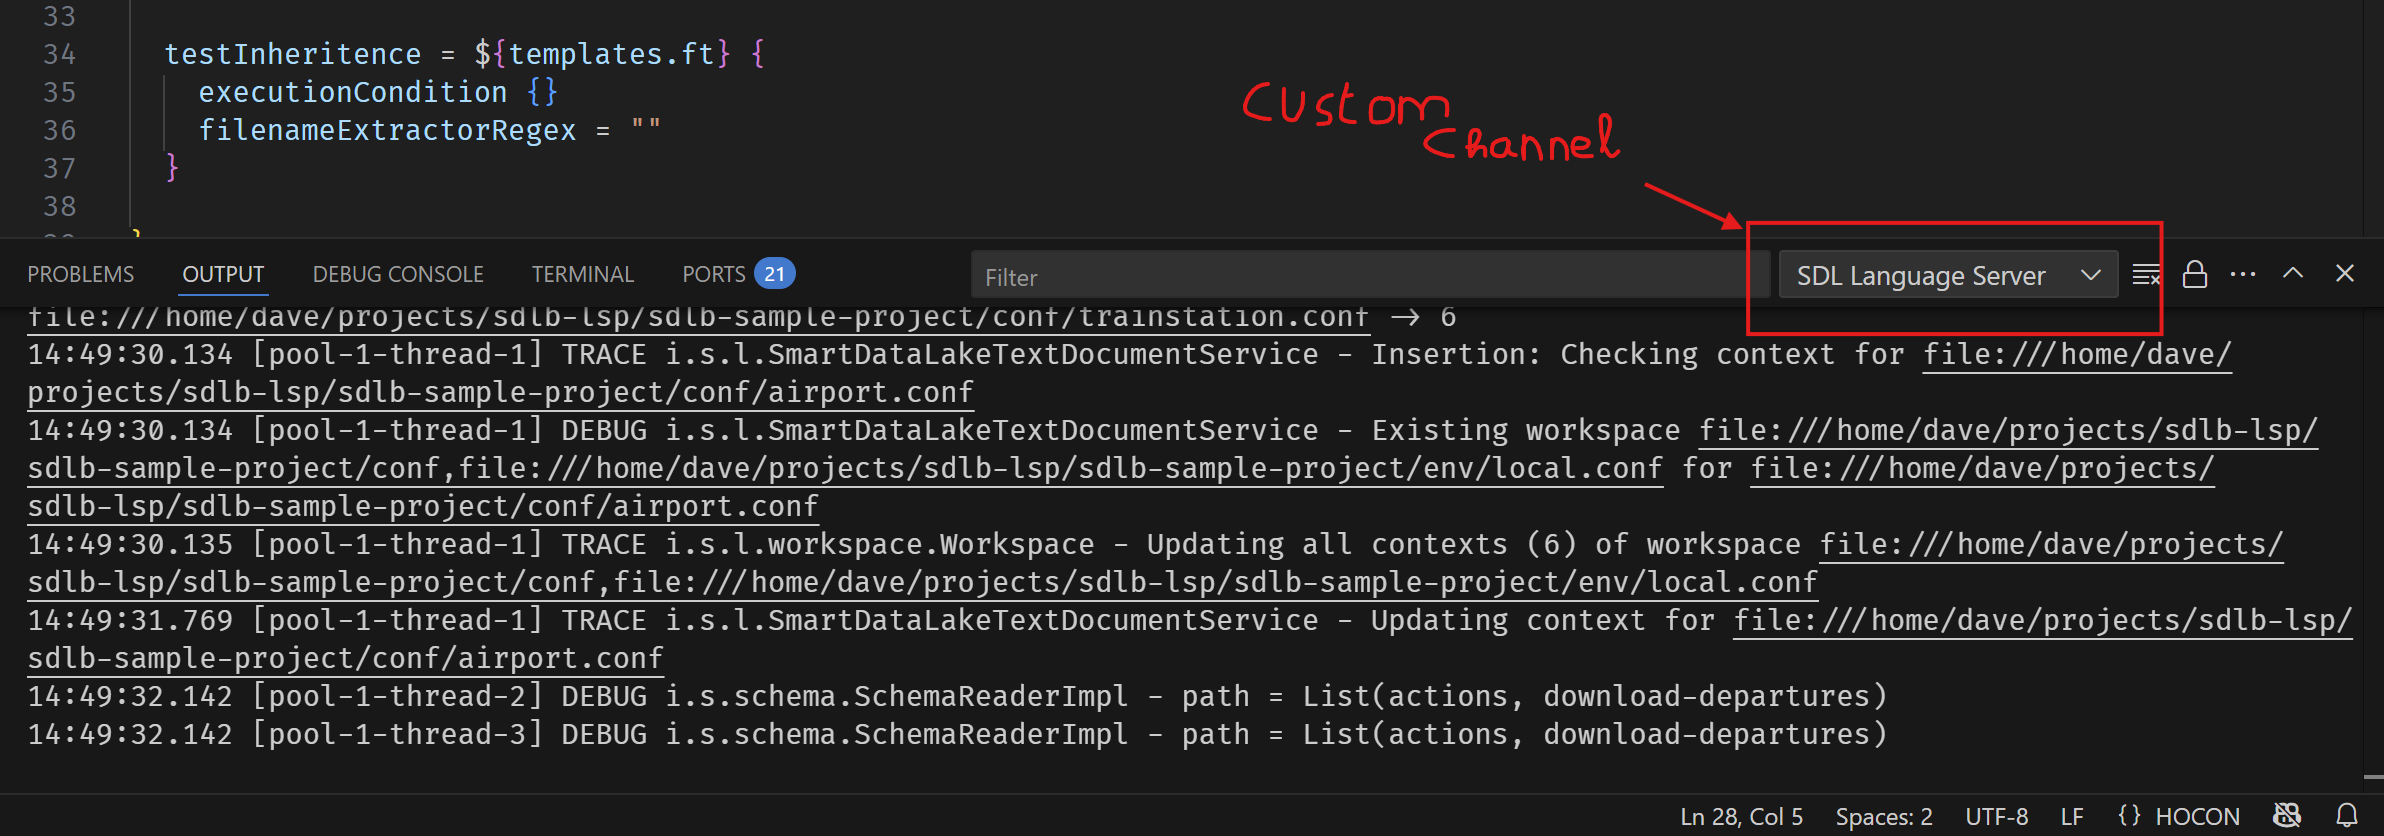 33
34 testInheritence = ${templates.ft} {
35 executionCondition {}
36 filenameExtractorRegex = ""
37 }
38
Custom
Channel
PROBLEMS OUTPUT DEBUG CONSOLE TERMINAL PORTS 21 Filter SDL Language Server
file:///home/dave/projects/sdlb-lsp/sdlb-sample-project/conf/trainstation.conf → 6
14:49:30.134 [pool-1-thread-1] TRACE i.s.l.SmartDataLakeTextDocumentService - Insertion: Checking context for file:///home/dave/
projects/sdlb-lsp/sdlb-sample-project/conf/airport.conf
14:49:30.134 [pool-1-thread-1] DEBUG i.s.l.SmartDataLakeTextDocumentService - Existing workspace file:///home/dave/projects/sdlb-lsp/
sdlb-sample-project/conf,file:///home/dave/projects/sdlb-lsp/sdlb-sample-project/env/local.conf for file:///home/dave/projects/
sdlb-lsp/sdlb-sample-project/conf/airport.conf
14:49:30.135 [pool-1-thread-1] TRACE i.s.l.workspace.Workspace - Updating all contexts (6) of workspace file:///home/dave/projects/
sdlb-lsp/sdlb-sample-project/conf,file:///home/dave/projects/sdlb-lsp/sdlb-sample-project/env/local.conf
14:49:31.769 [pool-1-thread-1] TRACE i.s.l.SmartDataLakeTextDocumentService - Updating context for file:///home/dave/projects/sdlb-lsp/
sdlb-sample-project/conf/airport.conf
14:49:32.142 [pool-1-thread-2] DEBUG i.s.schema.SchemaReaderImpl - path = List(actions, download-departures)
14:49:32.142 [pool-1-thread-3] DEBUG i.s.schema.SchemaReaderImpl - path = List(actions, download-departures)
Ln 28, Col 5 Spaces: 2 UTF-8 LF {} HOCON